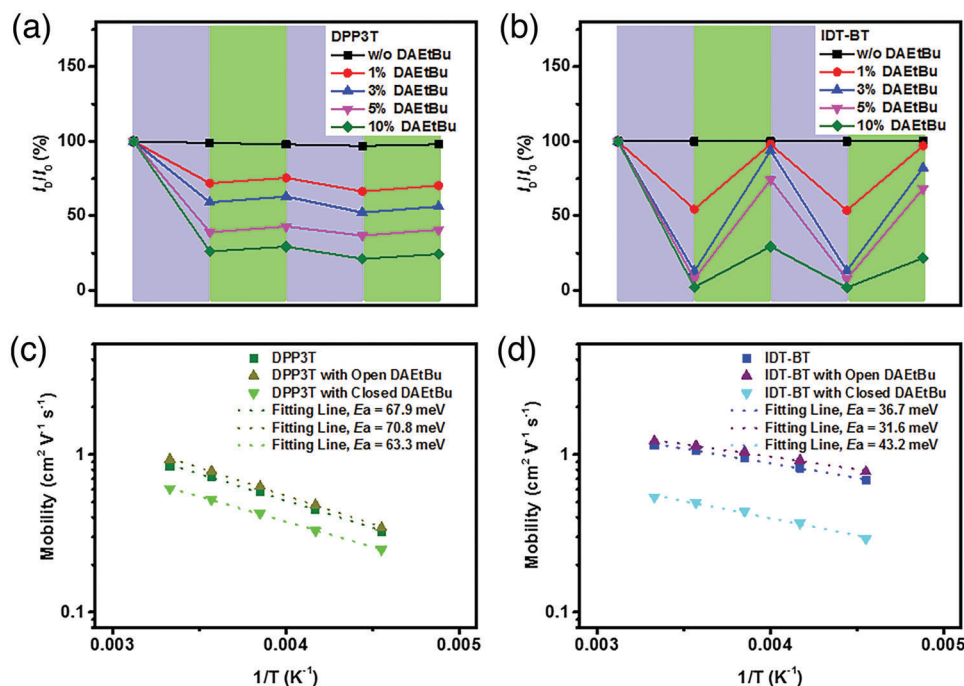 (a)
DPP3T
w/o DAEtBu
1% DAEtBu
3% DAEtBu
5% DAEtBu
10% DAEtBu
150
100
50
0
I_D/I_0 (%)
(b)
IDT-BT
w/o DAEtBu
1% DAEtBu
3% DAEtBu
5% DAEtBu
10% DAEtBu
150
100
50
0
I_D/I_0 (%)
(c)
DPP3T
DPP3T with Open DAEtBu
DPP3T with Closed DAEtBu
Fitting Line, Ea = 67.9 meV
Fitting Line, Ea = 70.8 meV
Fitting Line, Ea = 63.3 meV
1
0.1
Mobility (cm² V⁻¹ s⁻¹)
0.003
0.004
0.005
1/T (K⁻¹)
(d)
IDT-BT
IDT-BT with Open DAEtBu
IDT-BT with Closed DAEtBu
Fitting Line, Ea = 36.7 meV
Fitting Line, Ea = 31.6 meV
Fitting Line, Ea = 43.2 meV
1
0.1
Mobility (cm² V⁻¹ s⁻¹)
0.003
0.004
0.005
1/T (K⁻¹)